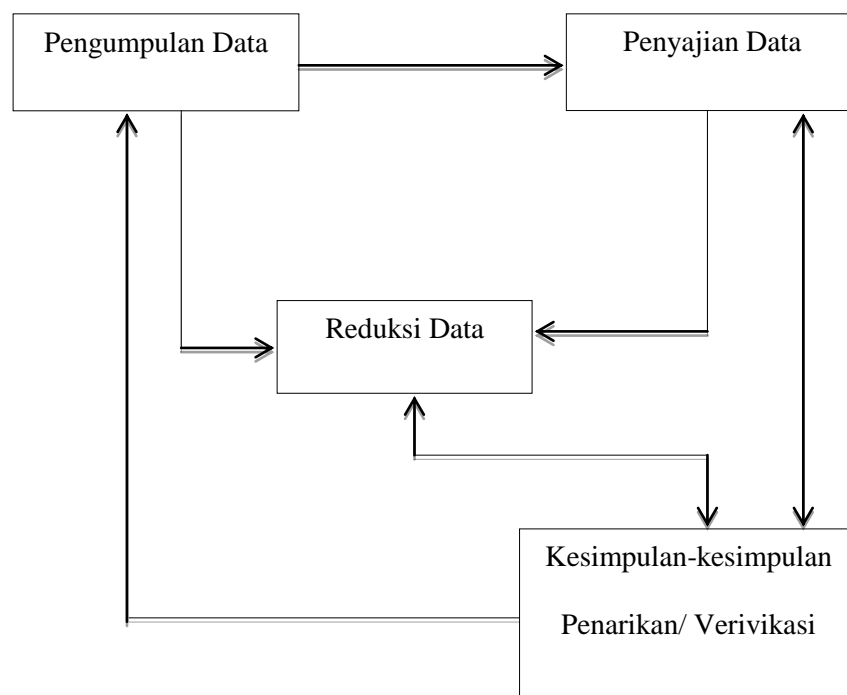 Pengumpulan Data
Penyajian Data
Reduksi Data
Kesimpulan-kesimpulan
Penarikan/ Verivikasi